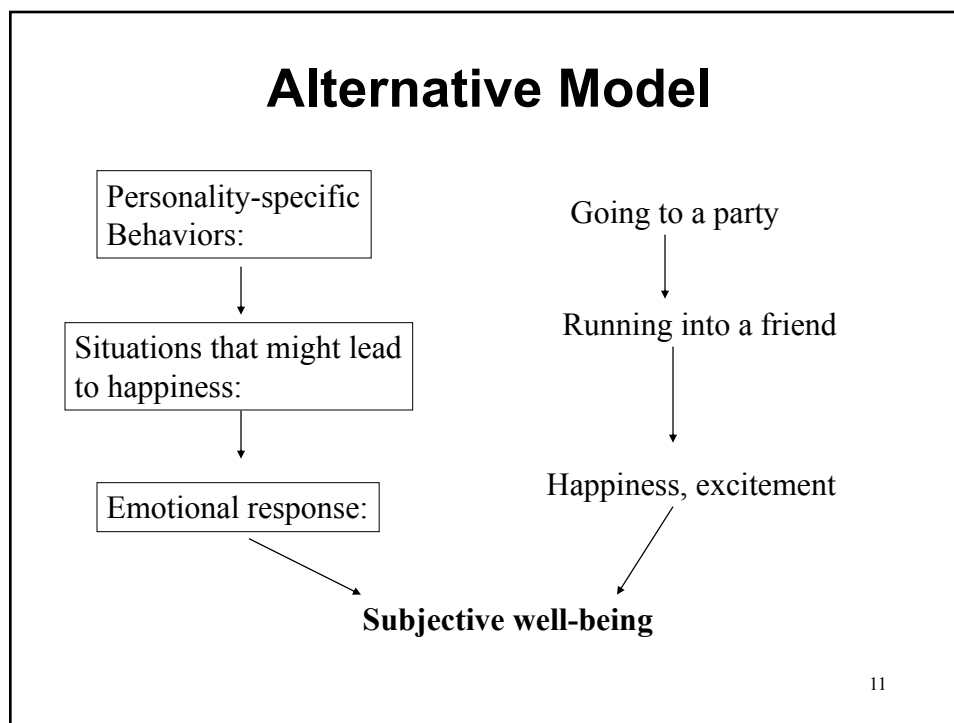 Alternative Model
Personality-specific
Behaviors:
Going to a party
Situations that might lead
to happiness:
Running into a friend
Emotional response:
Happiness, excitement
Subjective well-being
11